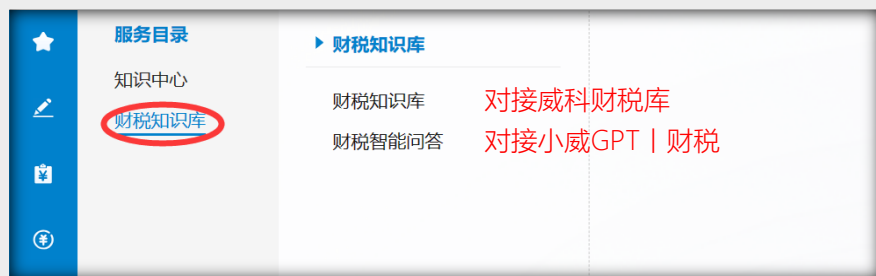 服务目录
知识中心
财税知识库
财税知识库
财税知识库 对接威科财税库
财税智能问答 对接小威GPT丨财税